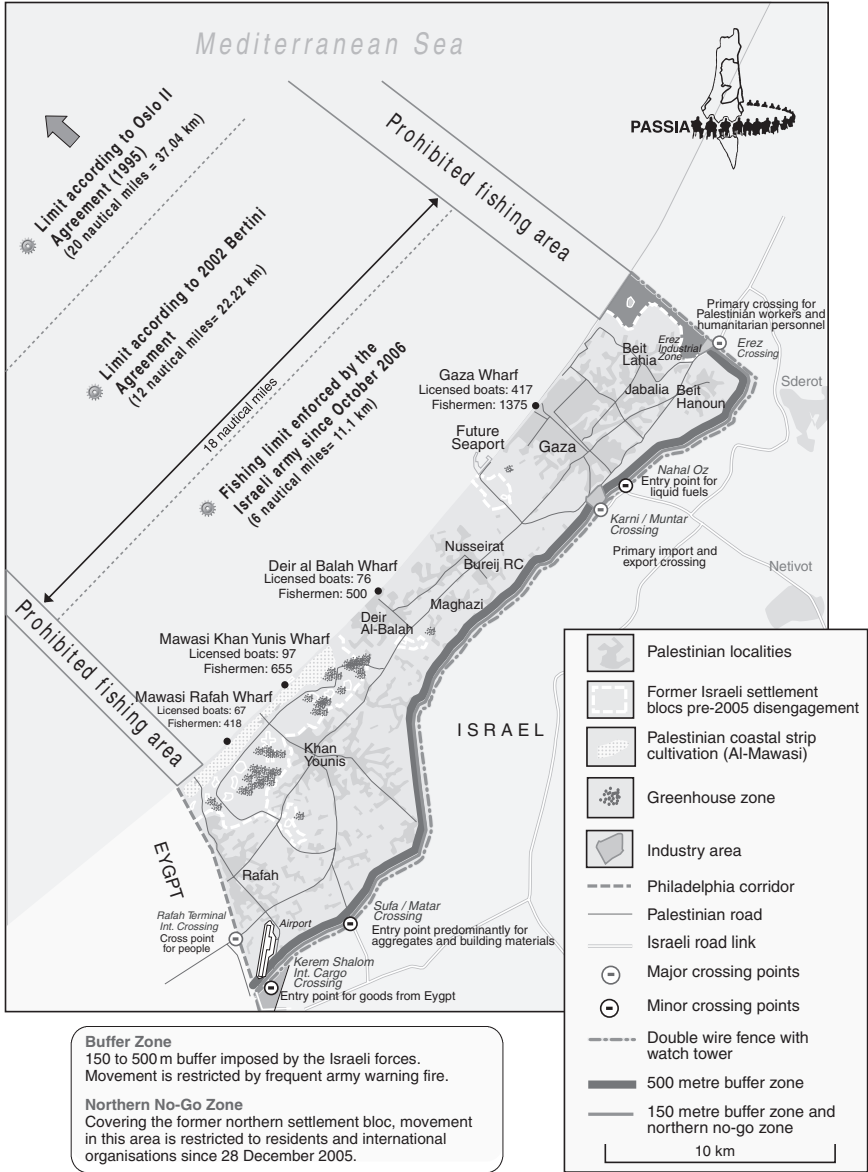 Mediterranean Sea
PASSIA
Limit according to Oslo II
Agreement (1995)
(20 nautical miles = 37.04 km)
Prohibited fishing area
Limit according to 2002 Bertini
Agreement
(12 nautical miles= 22.22 km)
18 nautical miles
Fishing limit enforced by the
Israeli army since October 2006
(6 nautical miles= 11.1 km)
Primary crossing for
Palestinian workers and
humanitarian personnel
Erez
Crossing
Beit
Lahia
Erez
Industrial
Zone
Jabalia
Beit
Hanoun
Sderot
Gaza Wharf
Licensed boats: 417
Fishermen: 1375
Future
Seaport
Gaza
Nahal Oz
Entry point for
liquid fuels
Karni / Muntar
Crossing
Primary import and
export crossing
Netivot
Nusseirat
Bureij RC
Maghazi
Deir al Balah Wharf
Licensed boats: 76
Fishermen: 500
Deir
Al-Balah
Mawasi Khan Yunis Wharf
Licensed boats: 97
Fishermen: 655
Prohibited fishing area
Mawasi Rafah Wharf
Licensed boats: 67
Fishermen: 418
ISRAEL
Khan
Younis
EYGPT
Rafah
Rafah Terminal
Int. Crossing
Cross point
for people
Airport
Sufa / Matar
Crossing
Entry point predominantly for
aggregates and building materials
Kerem Shalom
Int. Cargo
Crossing
Entry point for goods from Eygpt
Palestinian localities
Former Israeli settlement
blocs pre-2005 disengagement
Palestinian coastal strip
cultivation (Al-Mawasi)
Greenhouse zone
Industry area
Philadelphia corridor
Palestinian road
Israeli road link
Major crossing points
Minor crossing points
Double wire fence with
watch tower
500 metre buffer zone
150 metre buffer zone and
northern no-go zone
10 km
Buffer Zone
150 to 500 m buffer imposed by the Israeli forces.
Movement is restricted by frequent army warning fire.
Northern No-Go Zone
Covering the former northern settlement bloc, movement
in this area is restricted to residents and international
organisations since 28 December 2005.